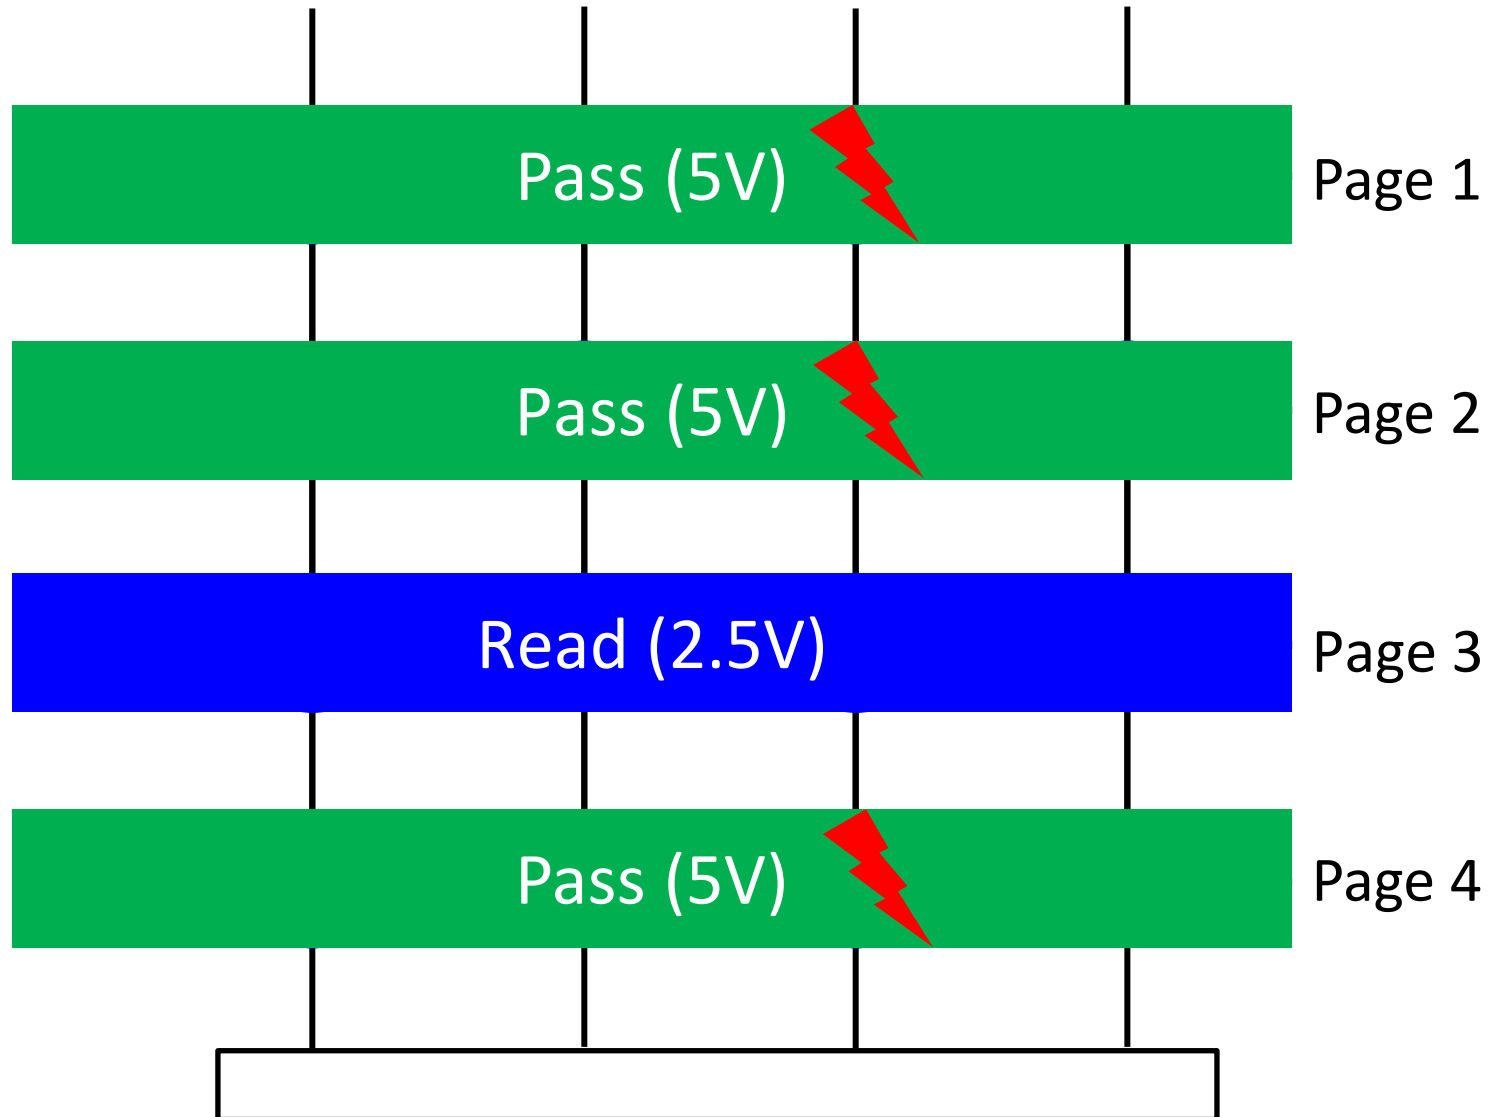 Pass (5V) Page 1
Pass (5V) Page 2
Read (2.5V) Page 3
Pass (5V) Page 4